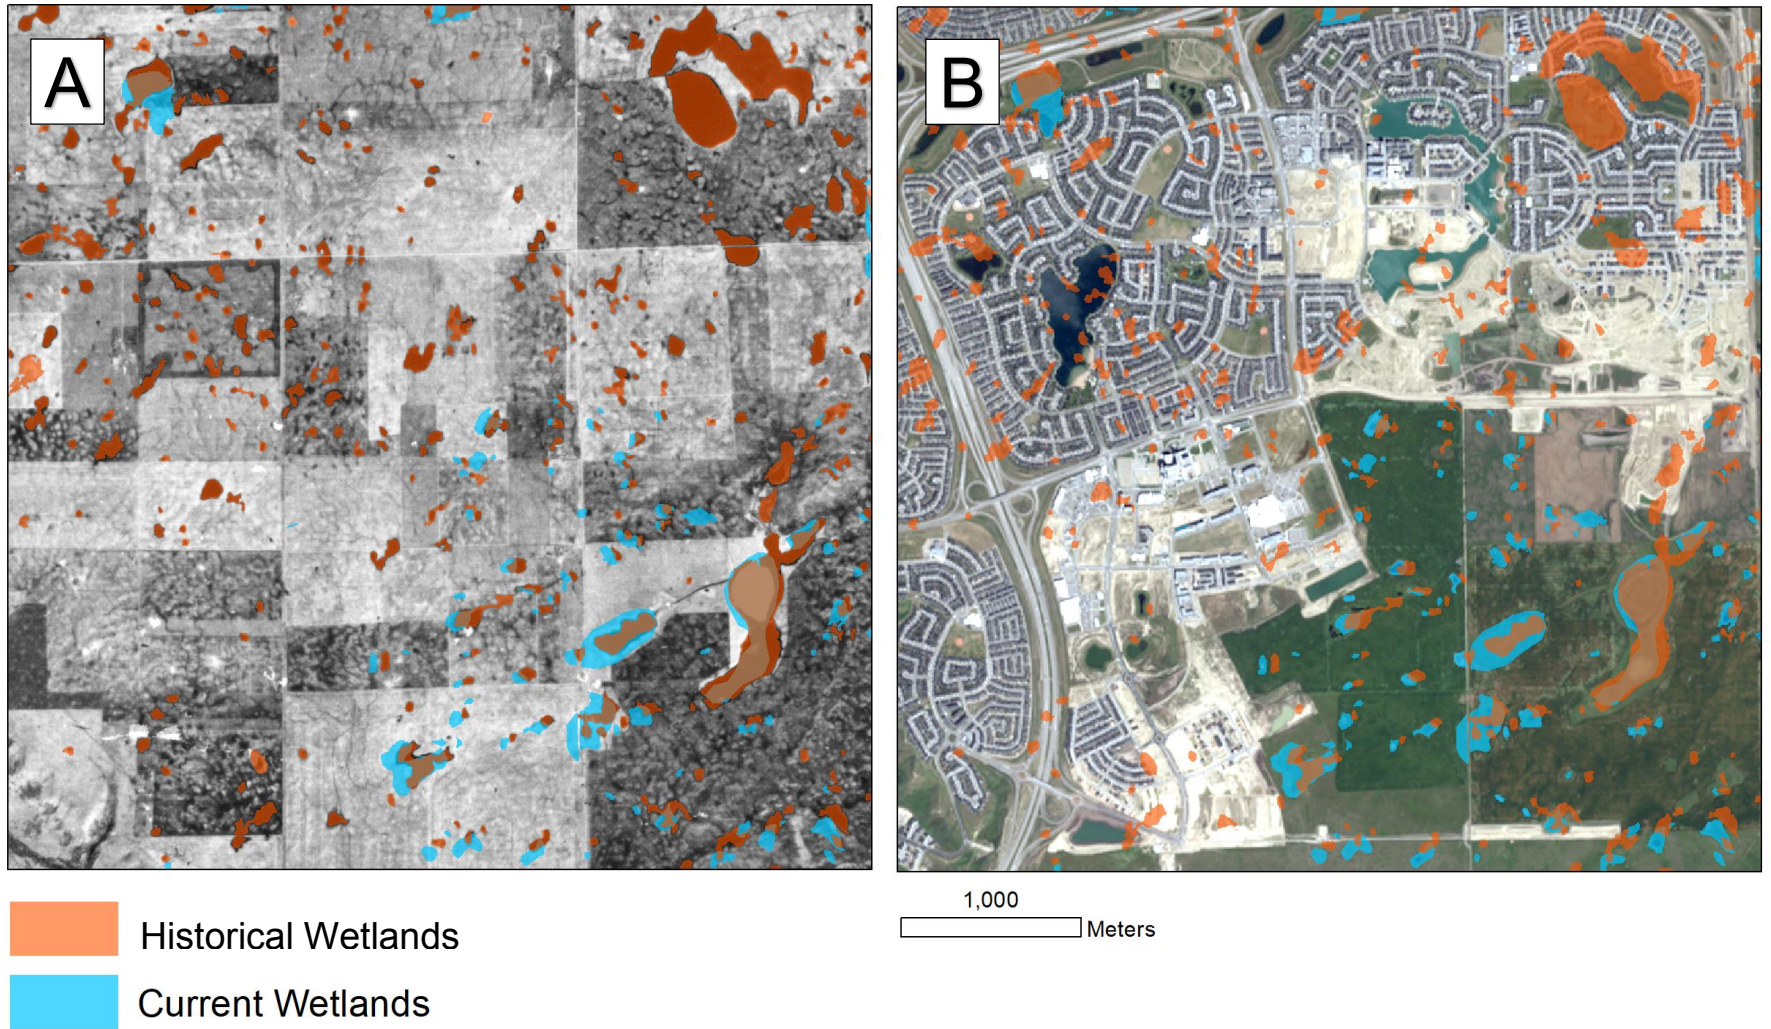 A
B
1,000
Meters
Historical Wetlands
Current Wetlands